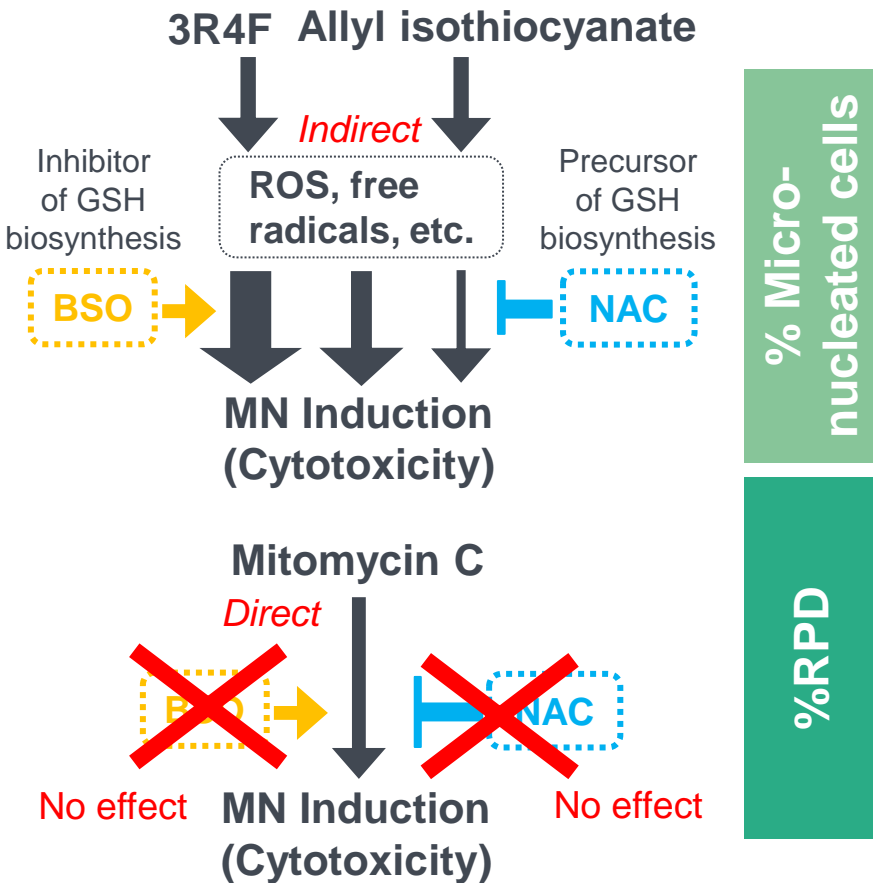 3R4F Allyl isothiocyanate
Indirect
Inhibitor
of GSH
biosynthesis
ROS, free
radicals, etc.
Precursor
of GSH
biosynthesis
BSO
NAC
MN Induction
(Cytotoxicity)
% Micro-
nucleated cells
Mitomycin C
Direct
BSO
NAC
No effect
MN Induction
(Cytotoxicity)
No effect
%RPD